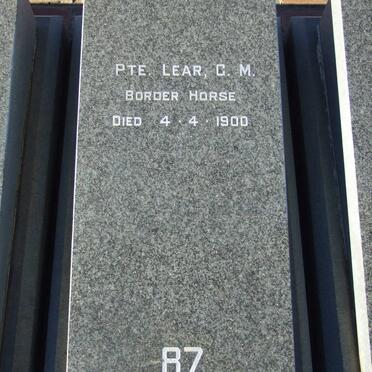 PTE. LEAR, C. M.
BORDER HORSE
DIED 4 · 4 · 1900
87